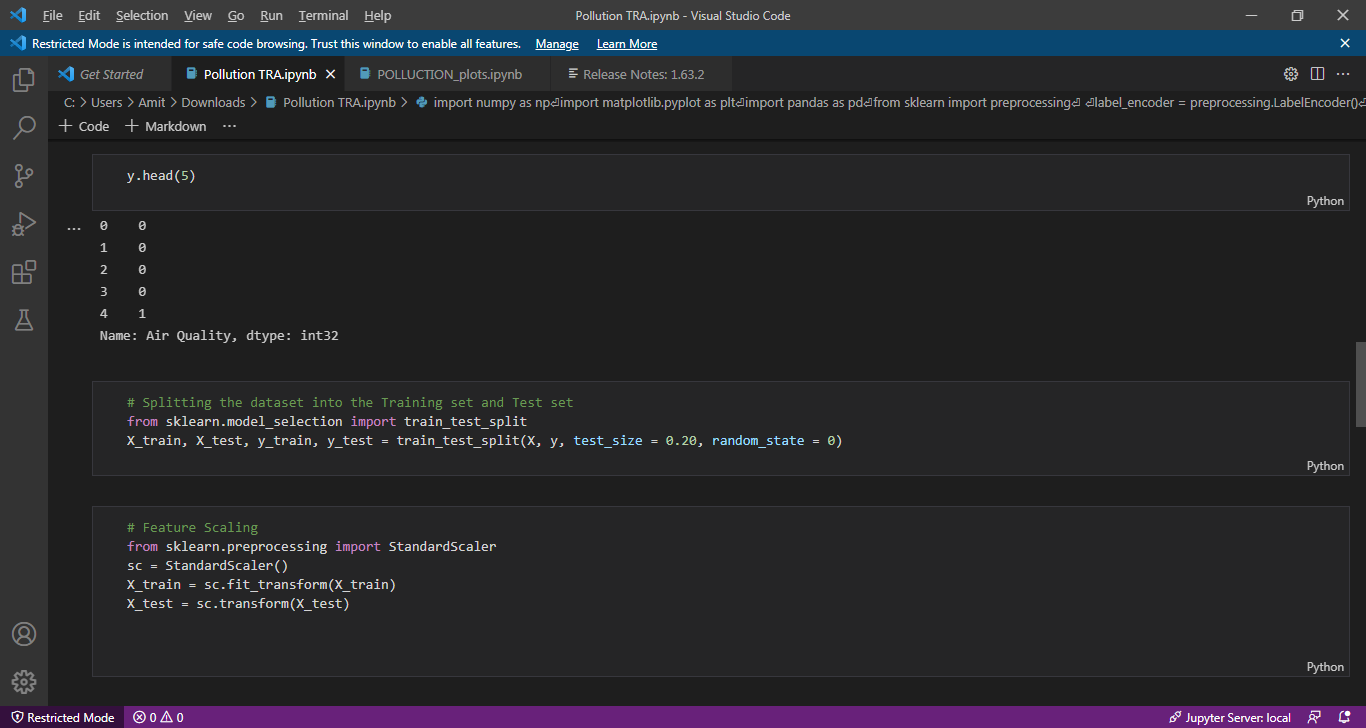 File Edit Selection View Go Run Terminal Help Pollution TRA.ipynb - Visual Studio Code
Restricted Mode is intended for safe code browsing. Trust this window to enable all features. Manage Learn More
Get Started Pollution TRA.ipynb POLLUCTION_plots.ipynb Release Notes: 1.63.2
C: > Users > Amit > Downloads > Pollution TRA.ipynb > import numpy as np⏎import matplotlib.pyplot as plt⏎import pandas as pd⏎from sklearn import preprocessing⏎ ⏎label_encoder = preprocessing.LabelEncoder()⏎
+ Code + Markdown ...
y.head(5)
Python
... 0 0
1 0
2 0
3 0
4 1
Name: Air Quality, dtype: int32
# Splitting the dataset into the Training set and Test set
from sklearn.model_selection import train_test_split
X_train, X_test, y_train, y_test = train_test_split(X, y, test_size = 0.20, random_state = 0)
Python
# Feature Scaling
from sklearn.preprocessing import StandardScaler
sc = StandardScaler()
X_train = sc.fit_transform(X_train)
X_test = sc.transform(X_test)
Python
Restricted Mode 0 0 Jupyter Server: local